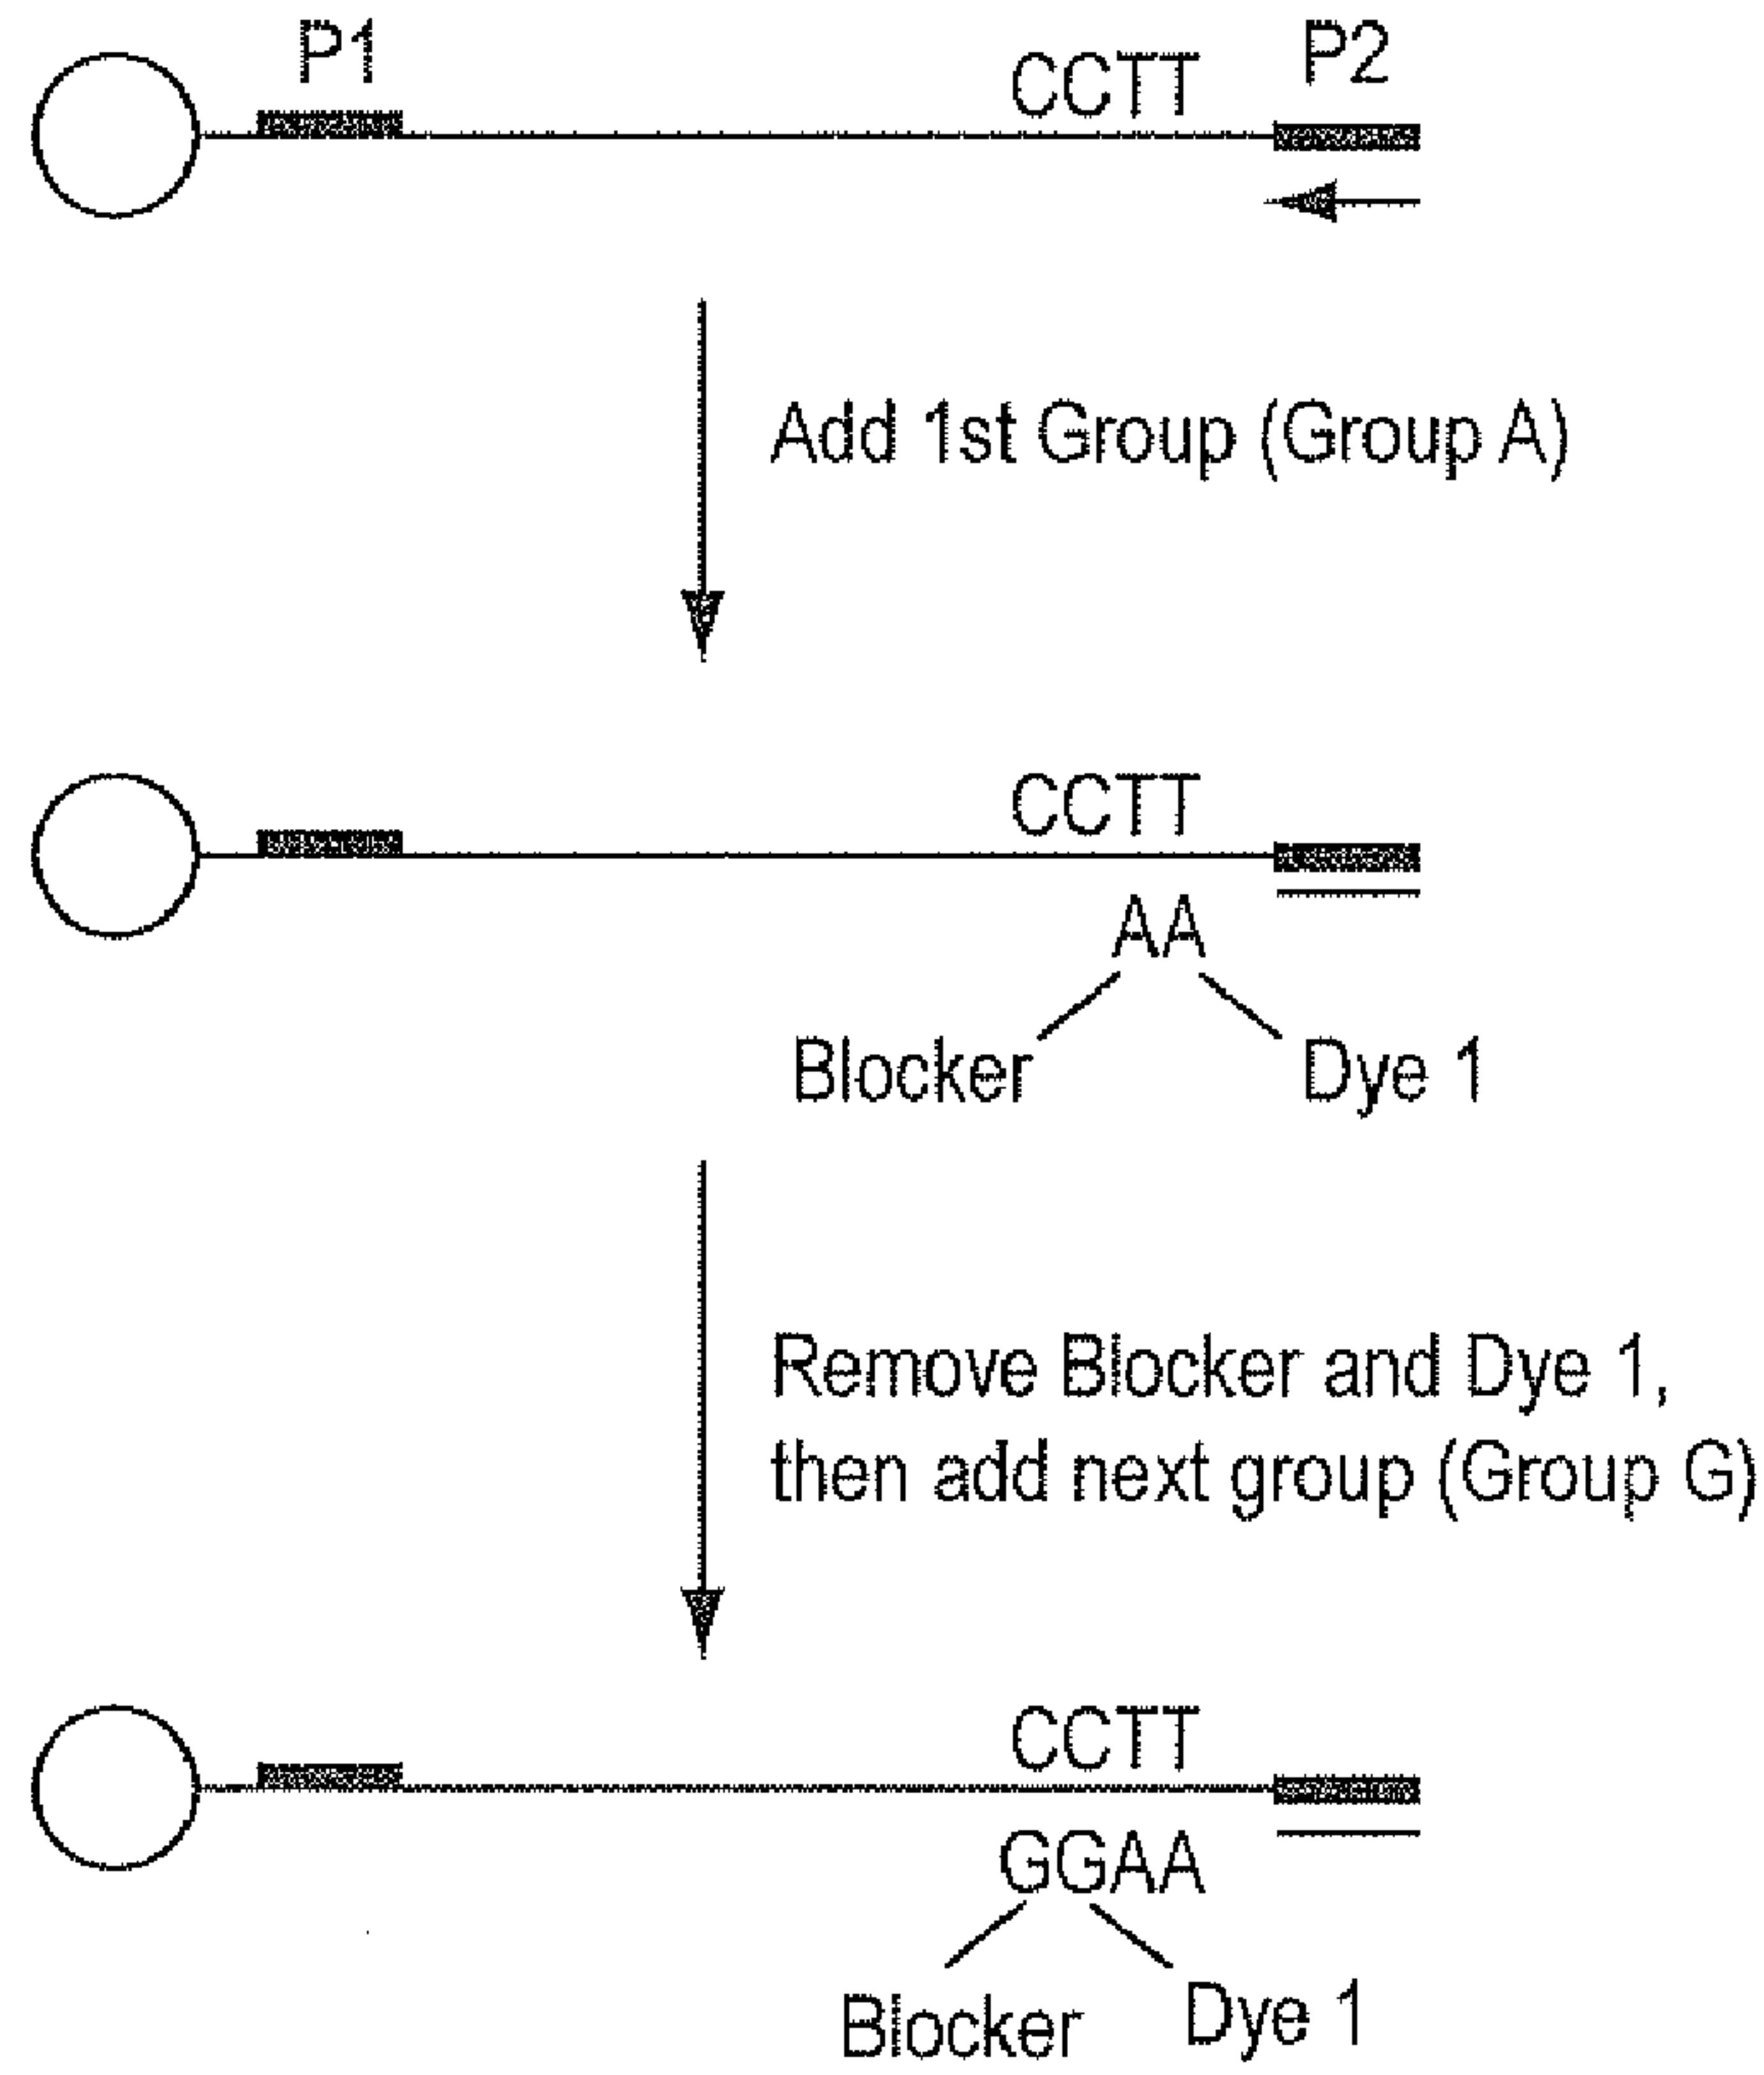 P1
CCTT
P2
Add 1st Group (Group A)
CCTT
AA
Blocker
Dye 1
Remove Blocker and Dye 1,
then add next group (Group G)
CCTT
GGAA
Blocker
Dye 1